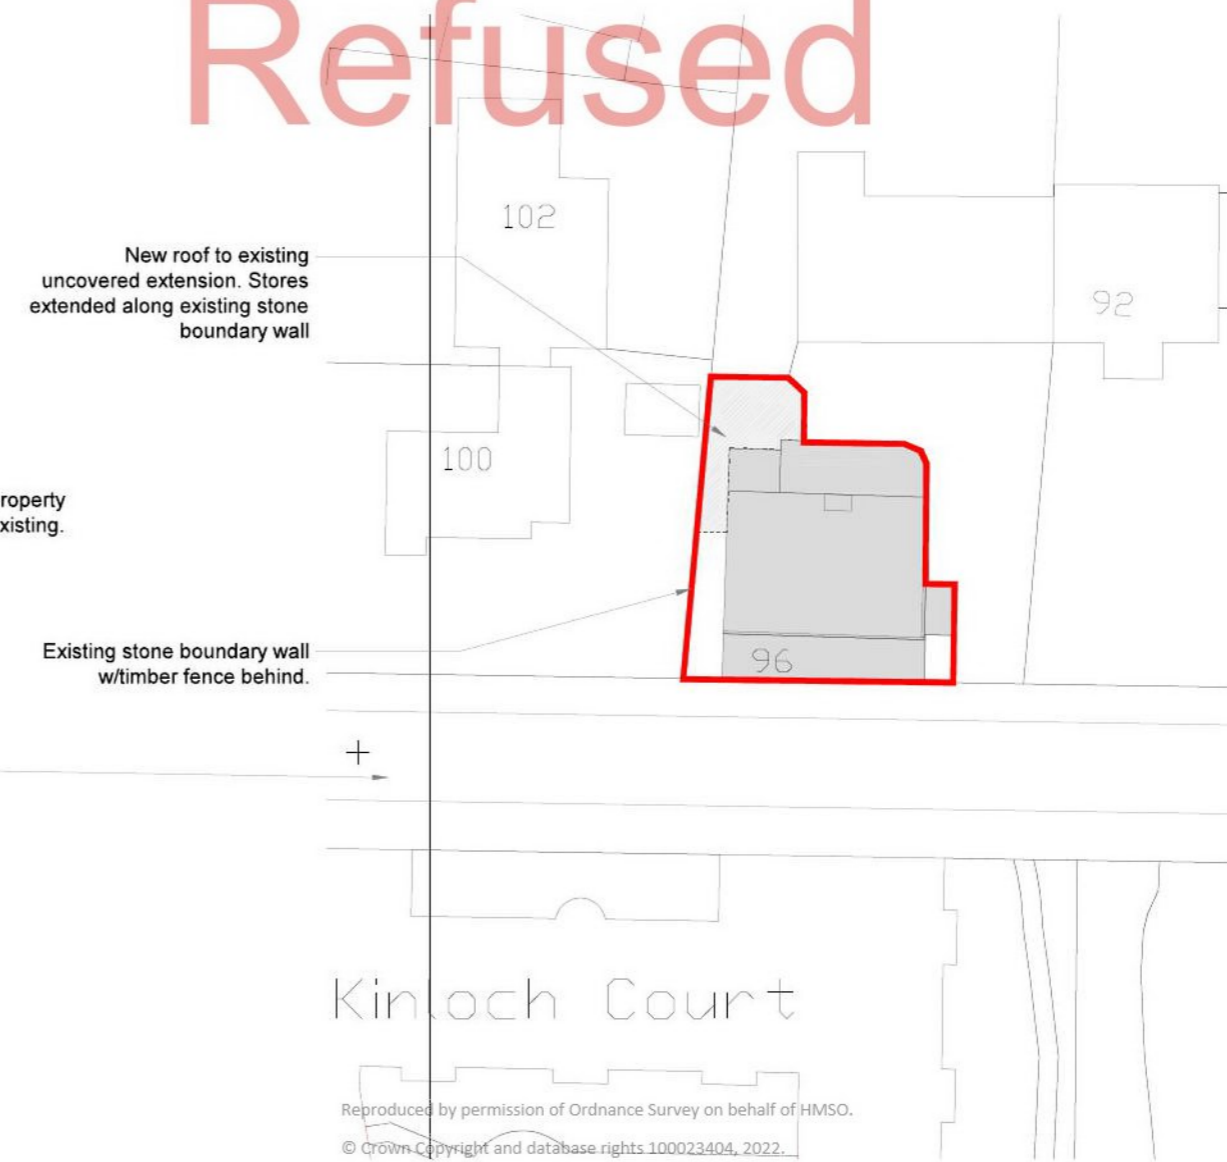 Refused
102
New roof to existing
uncovered extension. Stores
extended along existing stone
boundary wall
92
100
roperty
xisting.
Existing stone boundary wall
w/timber fence behind.
96
Kinloch Court
Reproduced by permission of Ordnance Survey on behalf of HMSO.
© Crown Copyright and database rights 100023404, 2022.